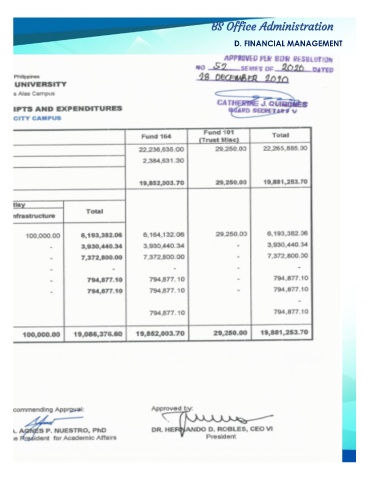 BS Office Administration
D. FINANCIAL MANAGEMENT
APPROVED PER BOR RESOLUTION
NO 52 SERIES OF 2020 DATED
28 DECEMBER 2020
Philippines
UNIVERSITY
s Alas Campus
CATHERINE J. QUIÑONES
BOARD SECRETARY V
IPTS AND EXPENDITURES
CITY CAMPUS
Fund 164 Fund 101 (Trust Misc) Total
22,236,635.00 29,250.00 22,265,885.00
2,384,631.30
19,852,003.70 29,250.00 19,881,253.70
tlay
nfrastructure Total
100,000.00 6,193,382.06 6,164,132.06 29,250.00 6,193,382.06
- 3,930,440.34 3,930,440.34 - 3,930,440.34
- 7,372,800.00 7,372,800.00 - 7,372,800.00
- - - - -
- 794,877.10 794,877.10 - 794,877.10
- 794,877.10 794,877.10 - 794,877.10
-
794,877.10 794,877.10
100,000.00 19,086,376.60 19,852,003.70 29,250.00 19,881,253.70
commending Approval:
Approved by:
AGNES P. NUESTRO, PhD
e President for Academic Affairs
DR. HERNANDO D. ROBLES, CEO VI
President